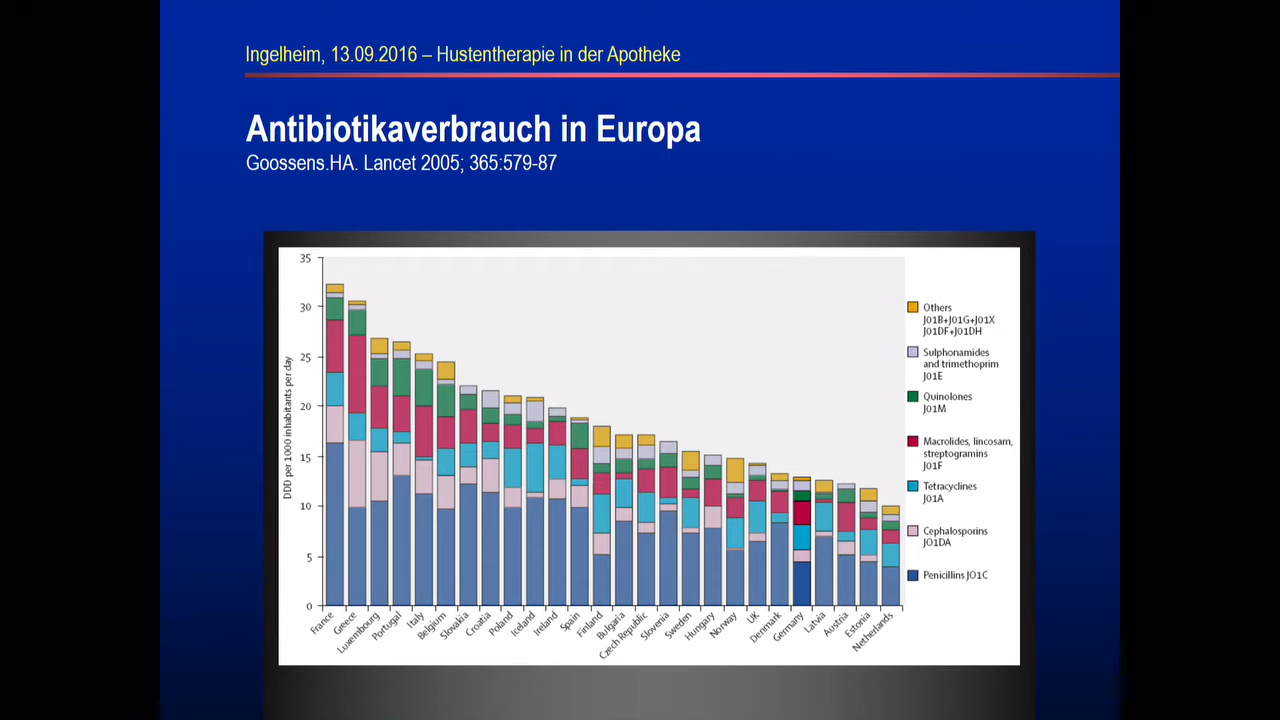 Ingelheim, 13.09.2016 – Hustentherapie in der Apotheke
Antibiotikaverbrauch in Europa
Goossens.HA. Lancet 2005; 365:579-87
DDD per 1000 inhabitants per day
35
30
25
20
15
10
5
0
France
Greece
Luxembourg
Portugal
Italy
Belgium
Slovakia
Croatia
Poland
Iceland
Ireland
Spain
Finland
Bulgaria
Czech Republic
Slovenia
Sweden
Hungary
Norway
UK
Denmark
Germany
Latvia
Austria
Estonia
Netherlands
Others
J01B+J01G+J01X
J01DF+J01DH
Sulphonamides
and trimethoprim
J01E
Quinolones
J01M
Macrolides, lincosam,
streptogramins
J01F
Tetracyclines
J01A
Cephalosporins
JO1DA
Penicillins JO1C